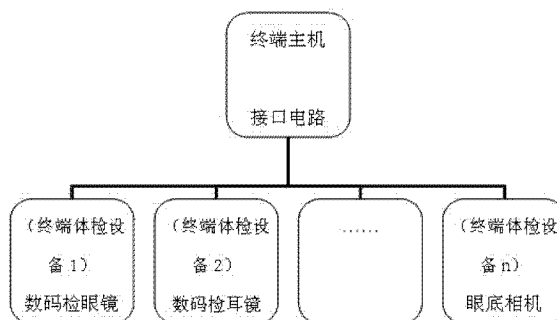 终端主机
接口电路
（终端体检设
备1）
数码检眼镜
（终端体检设
备2）
数码检耳镜
……
（终端体检设
备n）
眼底相机